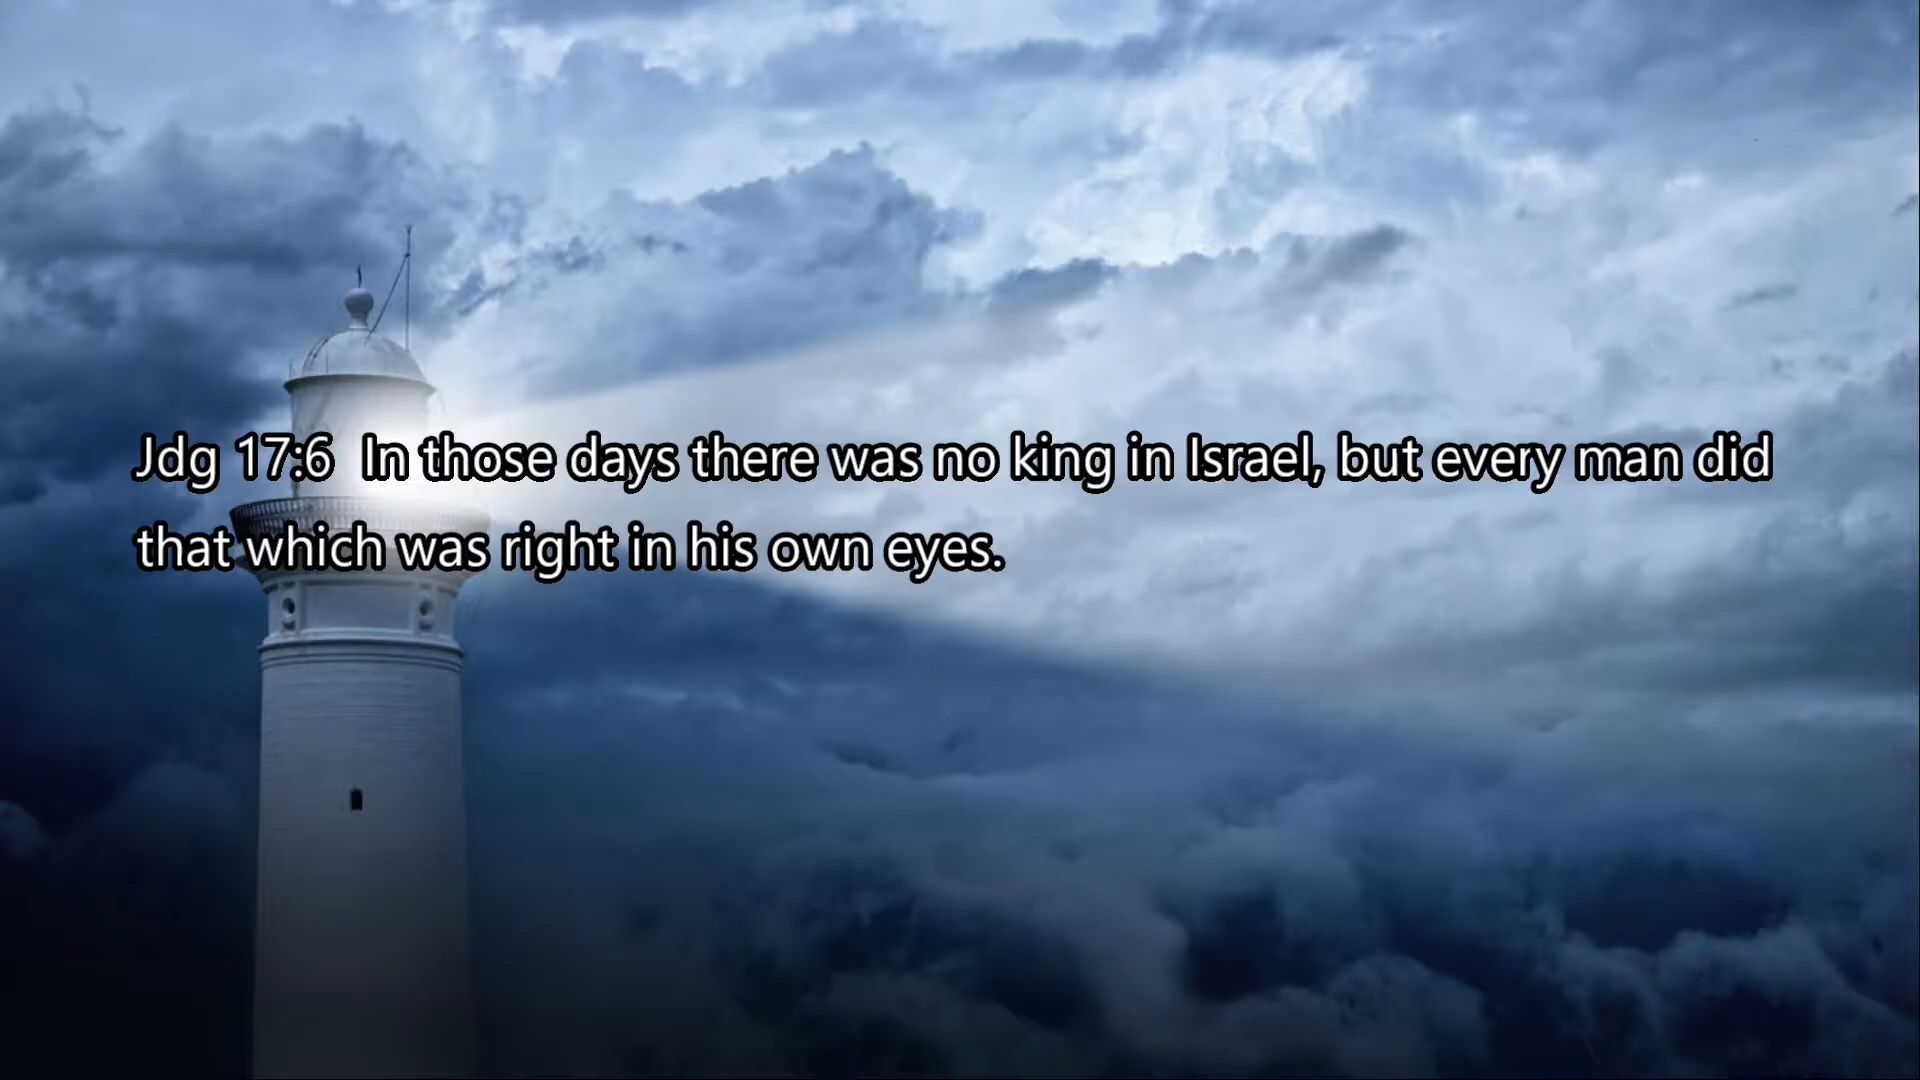 Jdg 17:6  In those days there was no king in Israel, but every man did
that which was right in his own eyes.